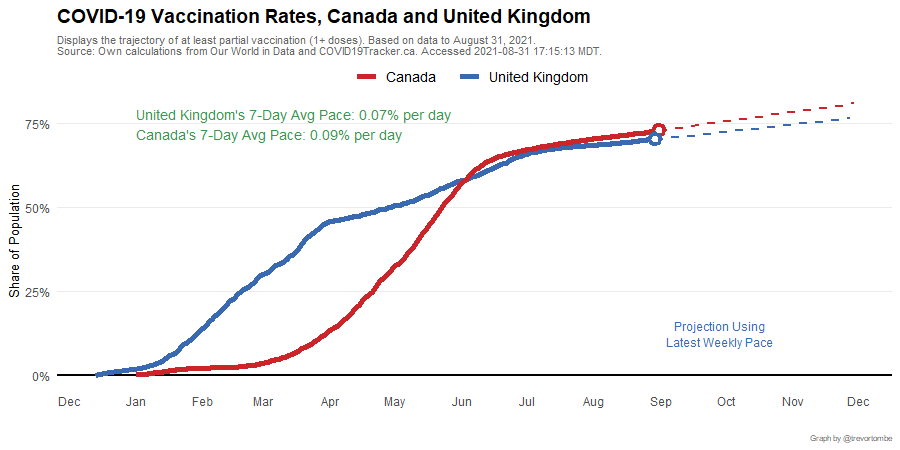 COVID-19 Vaccination Rates, Canada and United Kingdom
Displays the trajectory of at least partial vaccination (1+ doses). Based on data to August 31, 2021.
Source: Own calculations from Our World in Data and COVID19Tracker.ca. Accessed 2021-08-31 17:15:13 MDT.
Canada United Kingdom
United Kingdom's 7-Day Avg Pace: 0.07% per day
Canada's 7-Day Avg Pace: 0.09% per day
75%
50%
25%
0%
Share of Population
Projection Using
Latest Weekly Pace
Dec Jan Feb Mar Apr May Jun Jul Aug Sep Oct Nov Dec
Graph by @trevortombe